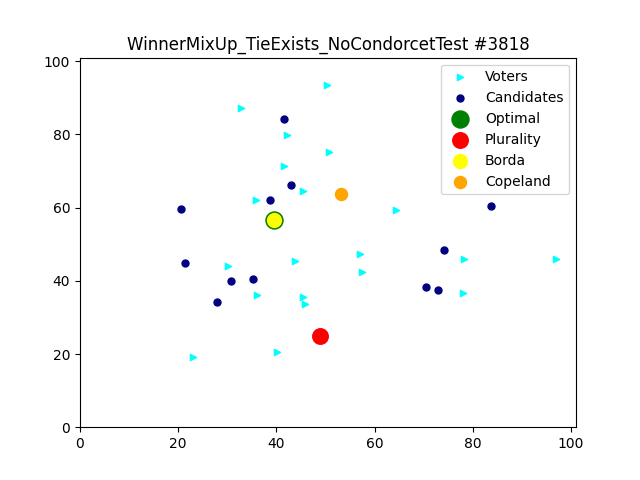 WinnerMixUp_TieExists_NoCondorcetTest #3818
Voters
Candidates
Optimal
Plurality
Borda
Copeland
100
80
60
40
20
0
0 20 40 60 80 100